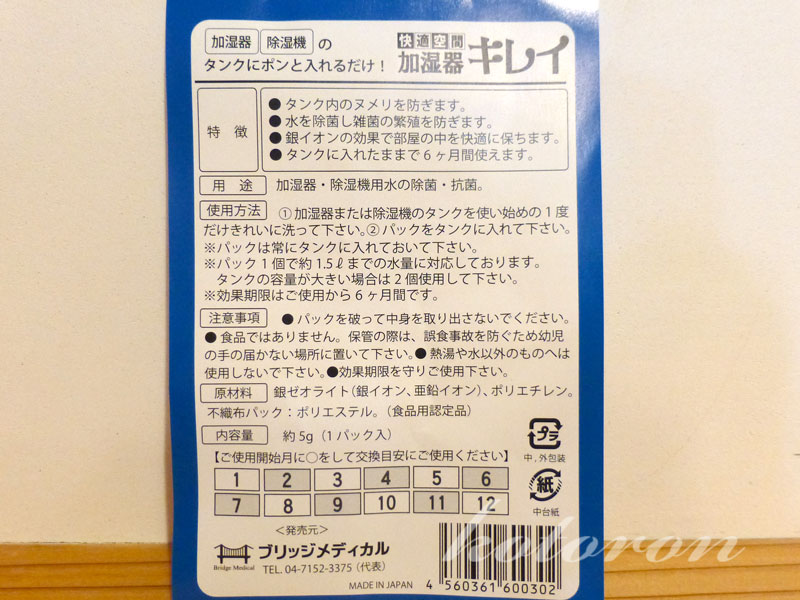 加湿器 除湿機 の
タンクにポンと入れるだけ！
快適空間
加湿器キレイ
特 徴
● タンク内のヌメリを防ぎます。
● 水を除菌し雑菌の繁殖を防ぎます。
● 銀イオンの効果で部屋の中を快適に保ちます。
● タンクに入れたままで6ヶ月間使えます。
用 途 加湿器・除湿機用水の除菌・抗菌。
使用方法 ①加湿器または除湿機のタンクを使い始めの1度
だけきれいに洗って下さい。②パックをタンクに入れて下さい。
※パックは常にタンクに入れておいて下さい。
※パック1個で約1.5ℓまでの水量に対応しております。
タンクの容量が大きい場合は2個使用して下さい。
※効果期限はご使用から6ヶ月間です。
注意事項 ●パックを破って中身を取り出さないでください。
●食品ではありません。保管の際は、誤食事故を防ぐため幼児
の手の届かない場所に置いて下さい。●熱湯や水以外のものへは
使用しないで下さい。●効果期限を守りご使用下さい。
原材料 銀ゼオライト（銀イオン、亜鉛イオン）、ポリエチレン。
不織布パック：ポリエステル。（食品用認定品）
内容量 約5g（1パック入）
【ご使用開始月に○をして交換目安にご使用ください】
1 2 3 4 5 6
7 8 9 10 11 12
プラ
中,外包装
紙
中台紙
＜発売元＞
Bridge Medical
ブリッジメディカル
TEL. 04-7152-3375（代表）
MADE IN JAPAN
4 560361 600302
kotoron